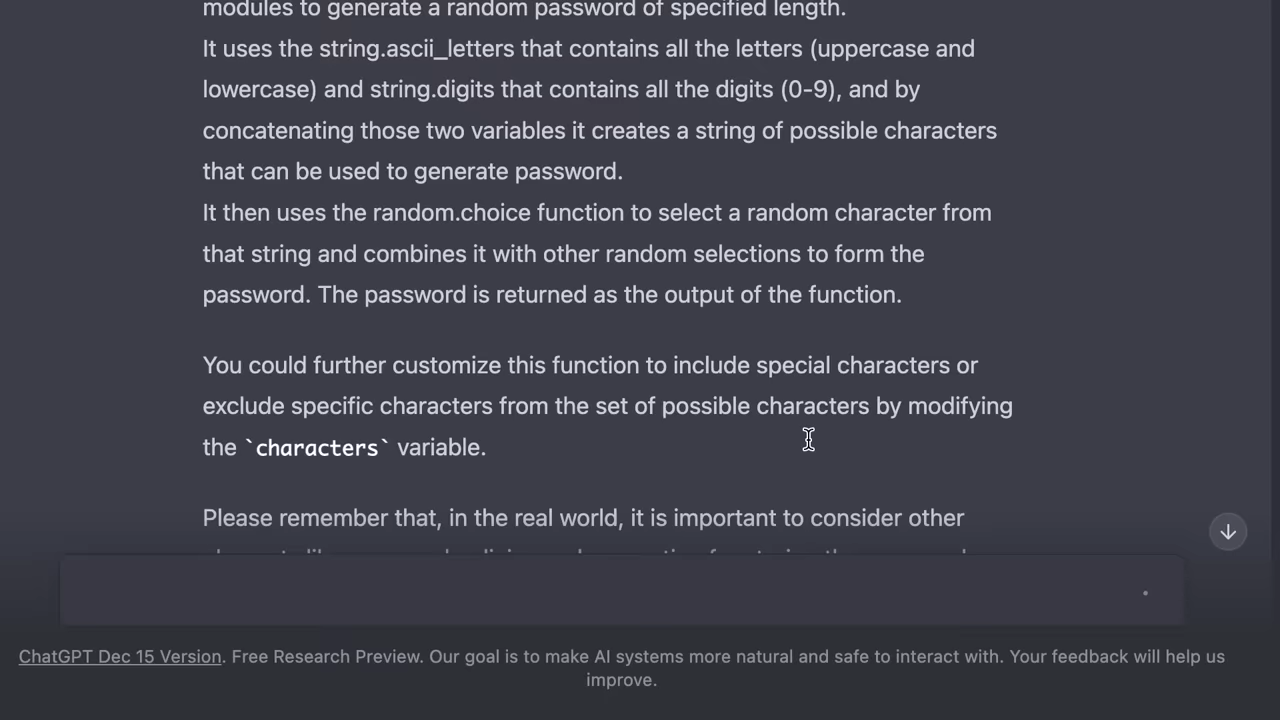 modules to generate a random password of specified length.
It uses the string.ascii_letters that contains all the letters (uppercase and
lowercase) and string.digits that contains all the digits (0-9), and by
concatenating those two variables it creates a string of possible characters
that can be used to generate password.
It then uses the random.choice function to select a random character from
that string and combines it with other random selections to form the
password. The password is returned as the output of the function.
You could further customize this function to include special characters or
exclude specific characters from the set of possible characters by modifying
the `characters` variable.
Please remember that, in the real world, it is important to consider other
ChatGPT Dec 15 Version. Free Research Preview. Our goal is to make AI systems more natural and safe to interact with. Your feedback will help us
improve.